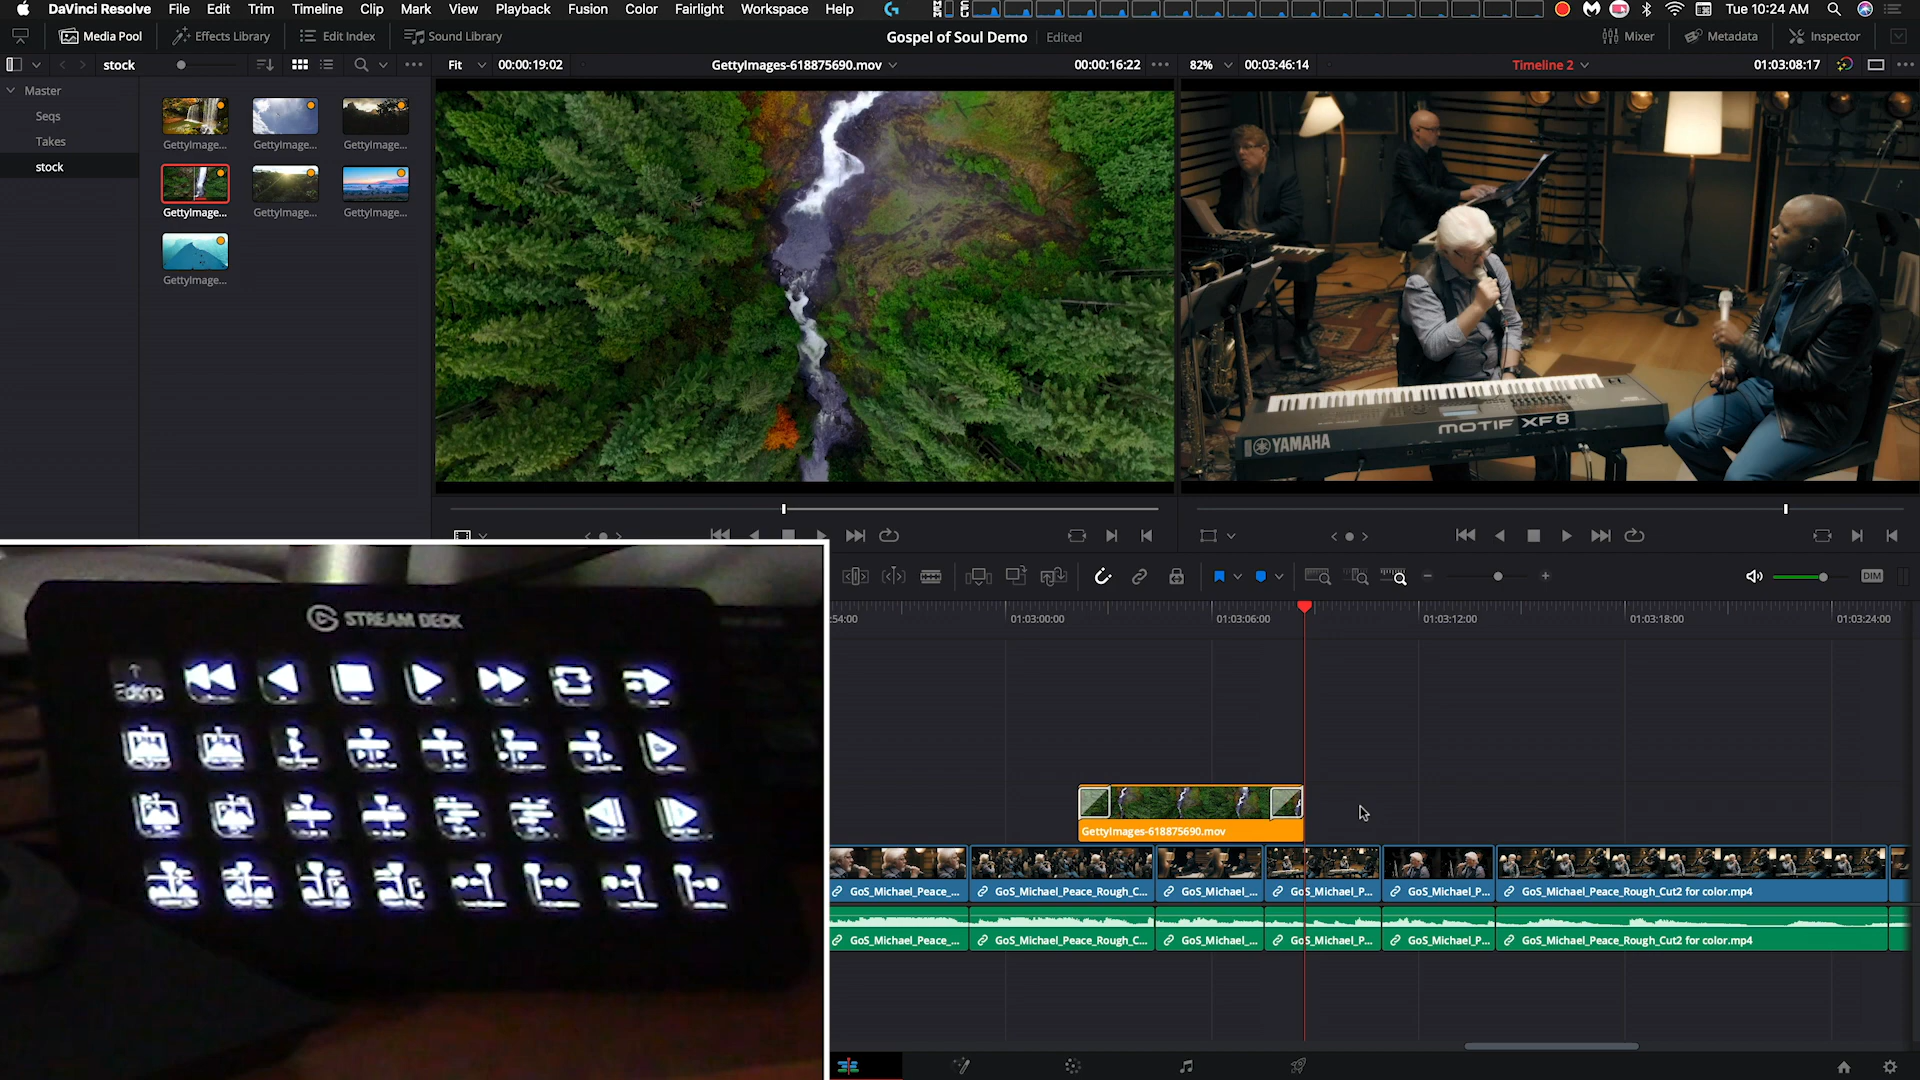 DaVinci Resolve File Edit Trim Timeline Clip Mark View Playback Fusion Color Fairlight Workspace Help Tue 10:24 AM
Media Pool Effects Library Edit Index Sound Library Gospel of Soul Demo Edited Mixer Metadata Inspector
stock Fit 00:00:19:02 GettyImages-618875690.mov 00:00:16:22 82% 00:03:46:14 Timeline 2 01:03:08:17
Master
Seqs
Takes
stock
GettyImage... GettyImage... GettyImage...
GettyImage... GettyImage... GettyImage...
GettyImage...
YAMAHA MOTIF XF8
DIM
:54:00 01:03:00:00 01:03:06:00 01:03:12:00 01:03:18:00 01:03:24:00
STREAM DECK
Editing
GettyImages-618875690.mov
GoS_Michael_Peace_... GoS_Michael_Peace_Rough_C... GoS_Michael_... GoS_Michael_P... GoS_Michael_P... GoS_Michael_Peace_Rough_Cut2 for color.mp4
GoS_Michael_Peace_... GoS_Michael_Peace_Rough_C... GoS_Michael_... GoS_Michael_P... GoS_Michael_P... GoS_Michael_Peace_Rough_Cut2 for color.mp4